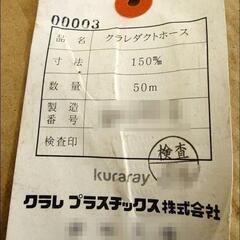 00003
品名 クラレダクトホース
寸法 150㎜
数量 50m
製造番号
検査印 検査
kuraray
クラレ プラスチックス株式会社